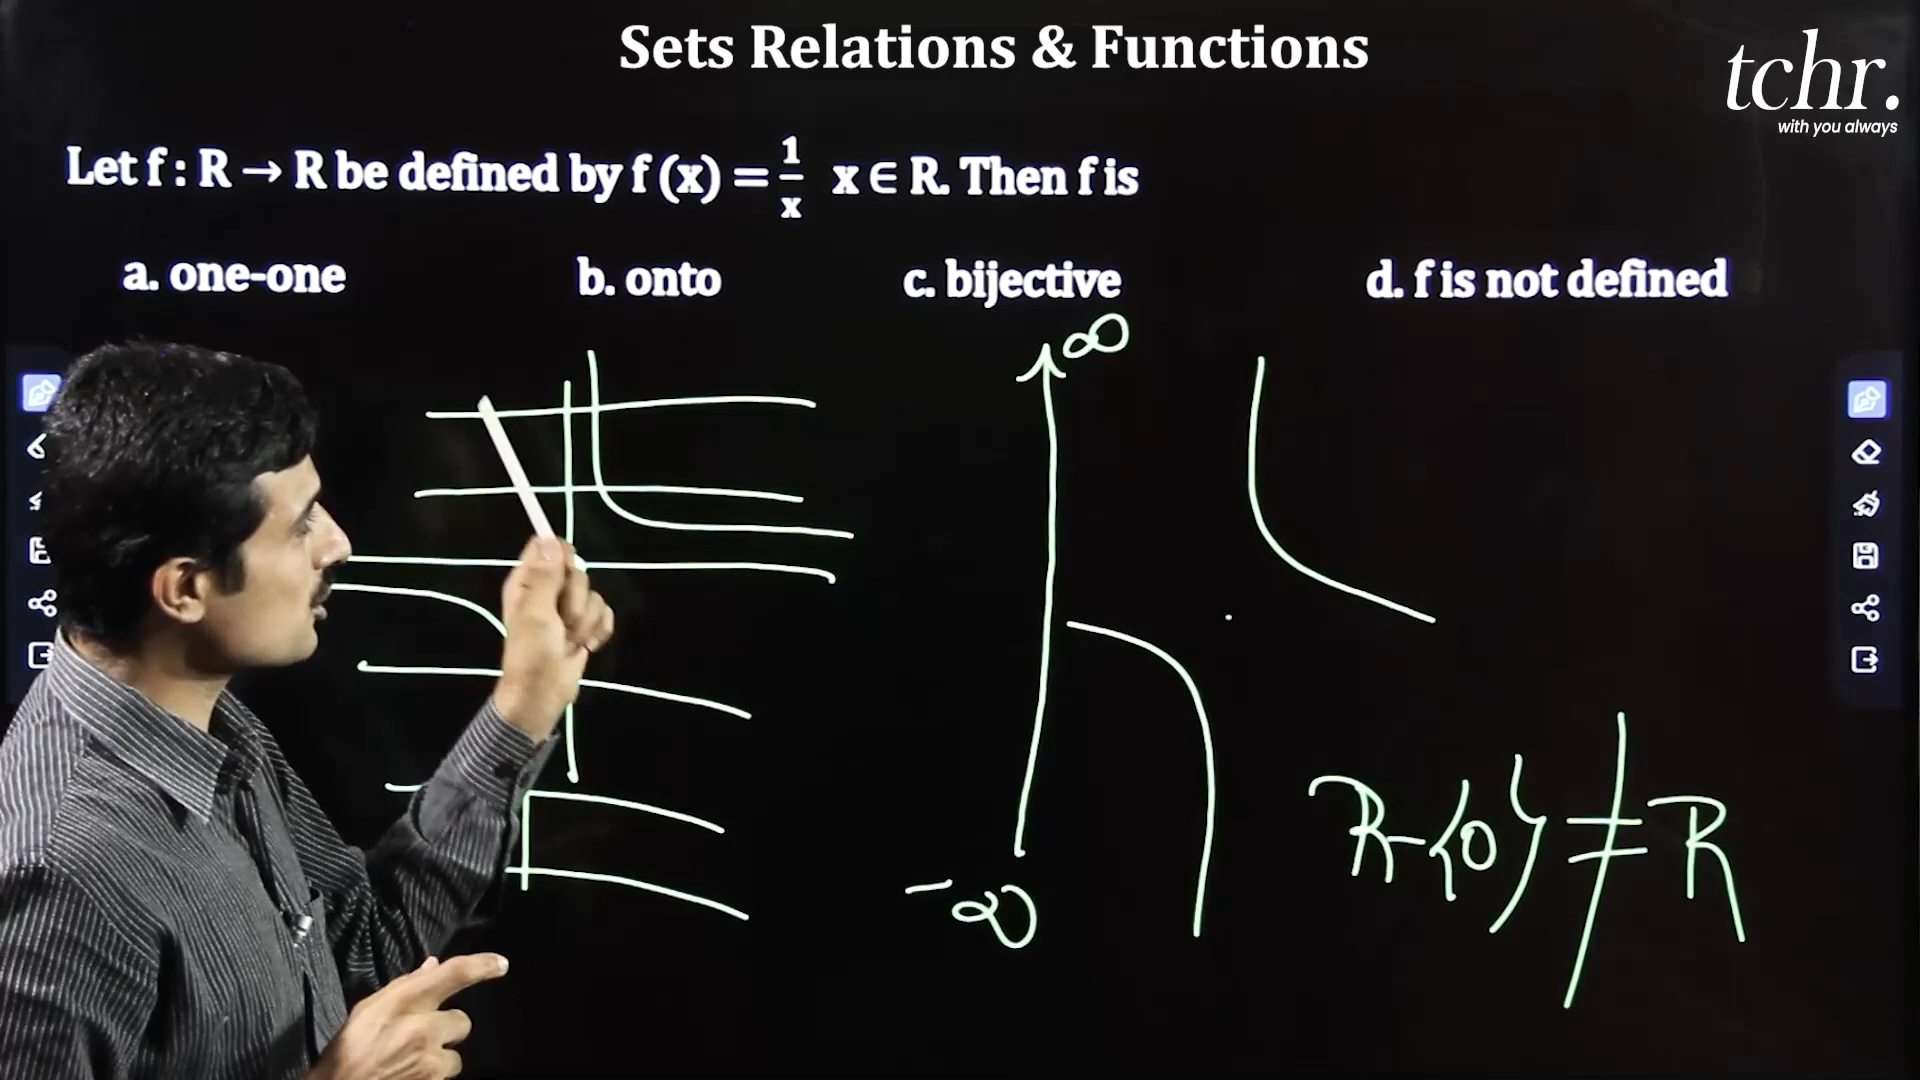 Sets Relations & Functions
tchr.
with you always
Let f : R → R be defined by f (x) = 1/x x ∈ R. Then f is
a. one-one b. onto c. bijective d. f is not defined
∞
-∞
R-{0} ≠ R